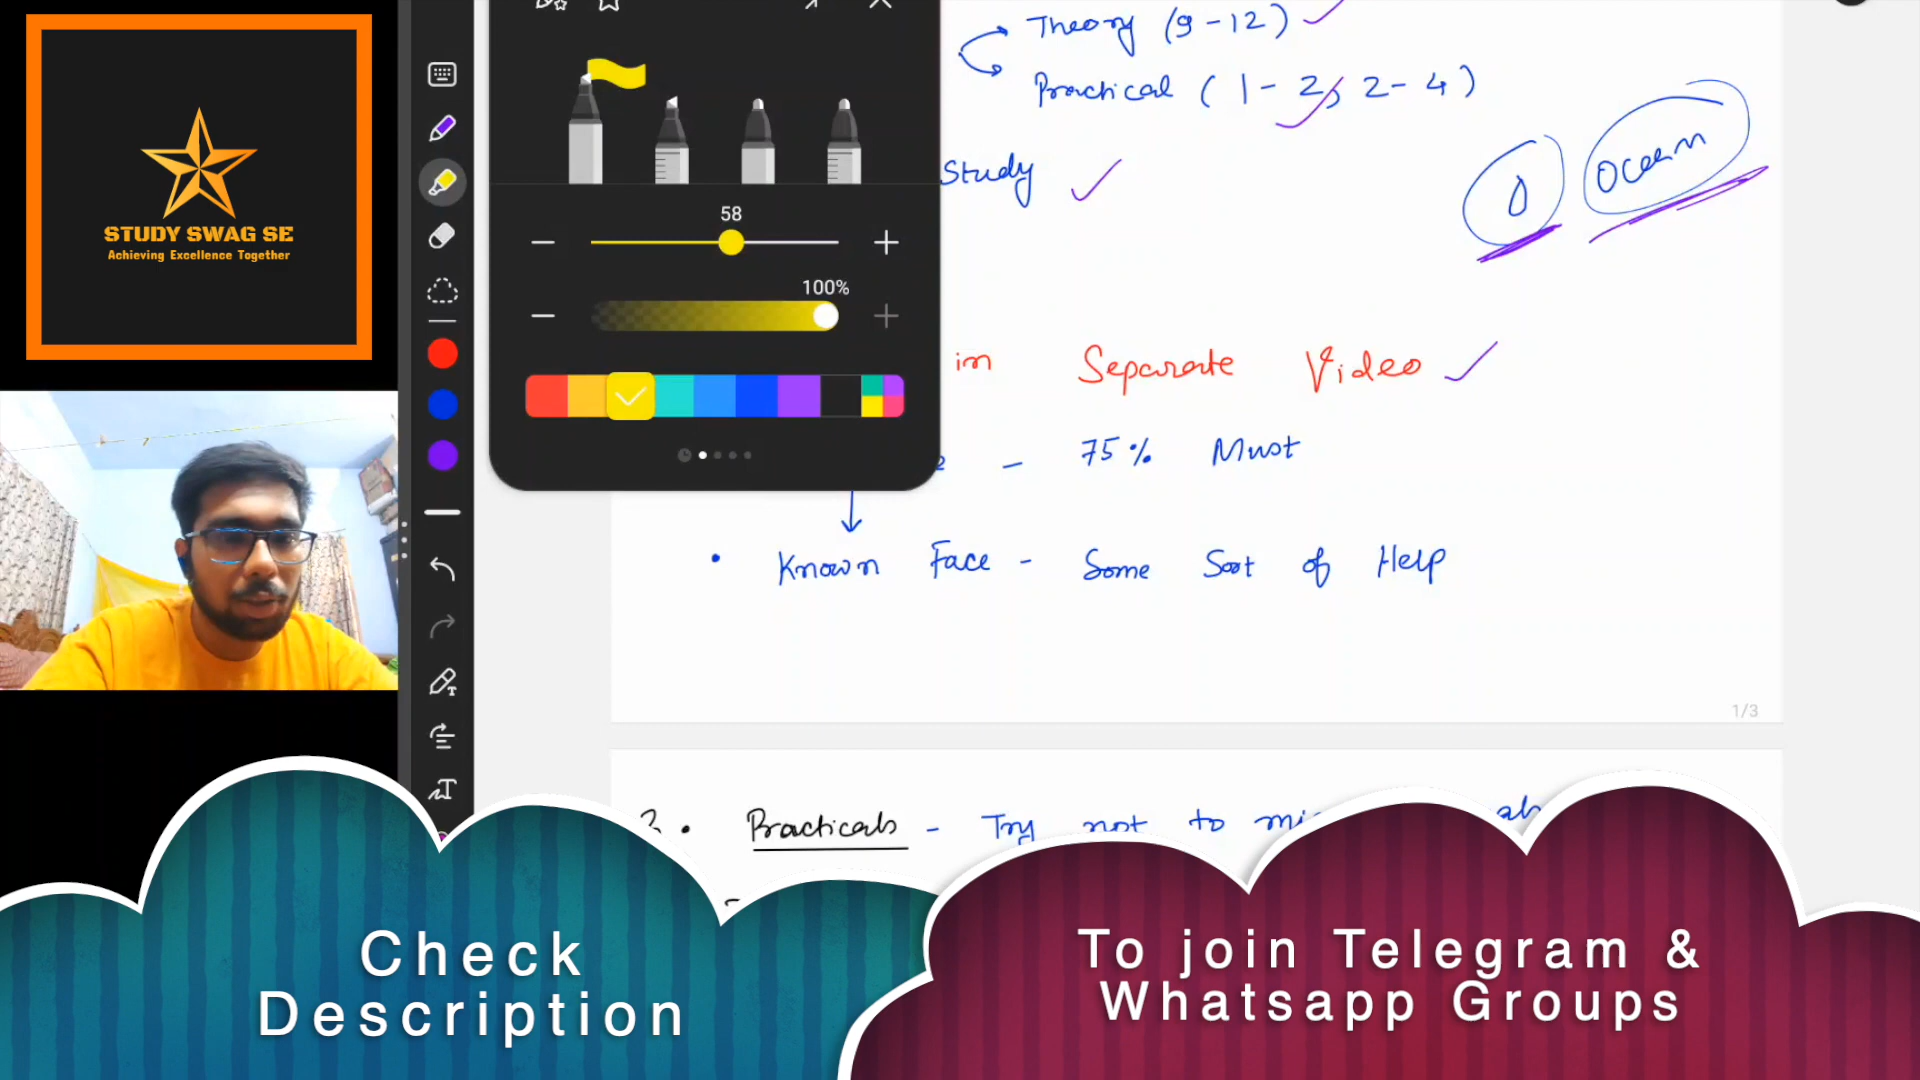 STUDY SWAG SE
Achieving Excellence Together
58
100%
Theory (9-12)
Practical (1-2, 2-4)
Study
Ocean
in Separate Video
- 75% Must
• Known Face - Some Sort of Help
1/3
Practicals - Try not to
Check
Description
To join Telegram &
Whatsapp Groups